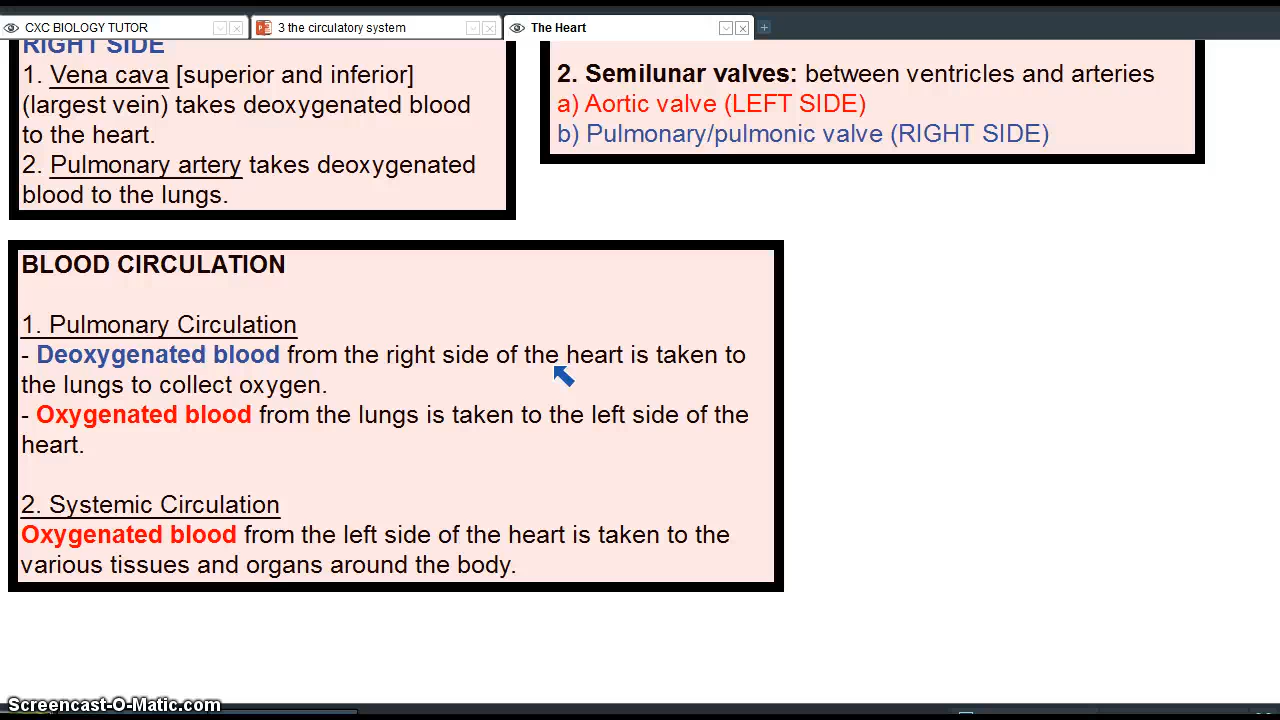 CXC BIOLOGY TUTOR
3 the circulatory system
The Heart
RIGHT SIDE
1. Vena cava [superior and inferior]
(largest vein) takes deoxygenated blood
to the heart.
2. Pulmonary artery takes deoxygenated
blood to the lungs.
2. Semilunar valves: between ventricles and arteries
a) Aortic valve (LEFT SIDE)
b) Pulmonary/pulmonic valve (RIGHT SIDE)
BLOOD CIRCULATION
1. Pulmonary Circulation
- Deoxygenated blood from the right side of the heart is taken to
the lungs to collect oxygen.
- Oxygenated blood from the lungs is taken to the left side of the
heart.
2. Systemic Circulation
Oxygenated blood from the left side of the heart is taken to the
various tissues and organs around the body.
Screencast-O-Matic.com